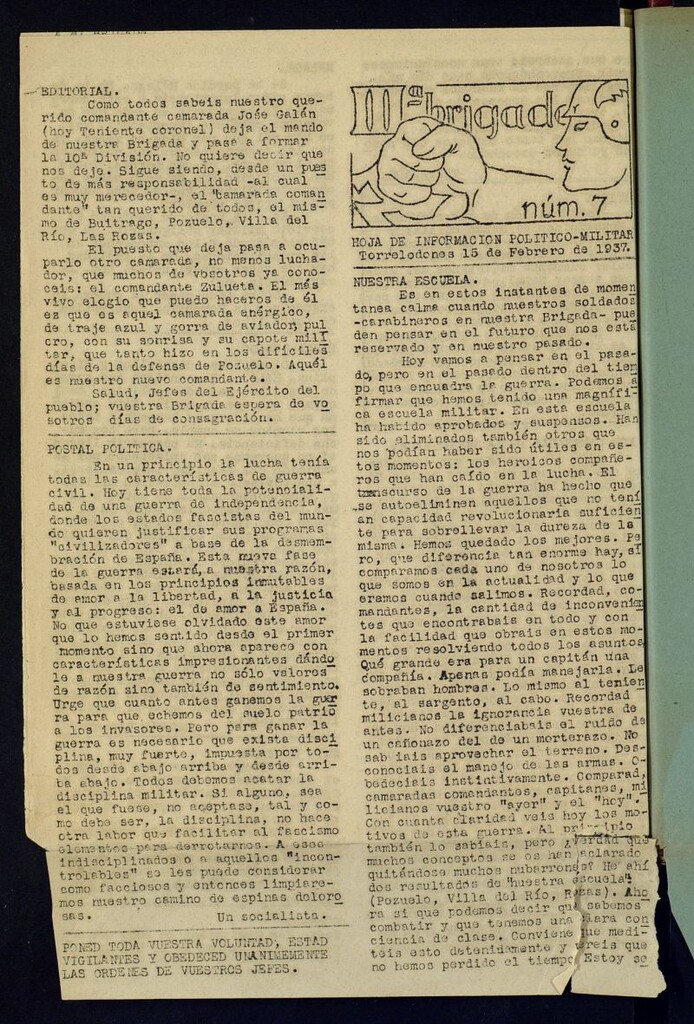 EDITORIAL.
Como todos sabeis nuestro que-
rido comandante camarada José Galán
(hoy Teniente coronel) deja el mando
de nuestra Brigada y pasa a formar
la 10ª División. No quiere decir que
nos deje. Sigue siendo, desde un pues
to de más responsabilidad -al cual
es muy merecedor-, el "camarada coman
dante" tan querido de todos, el mis-
mo de Buitrago, Pozuelo, Villa del
Río, Las Rozas.
El puesto que deja pasa a ocu-
parlo otro camarada, no menos lucha-
dor, que muchos de vosotros ya cono-
ceis: el comandante Zulueta. El más
vivo elogio que puedo haceros de él
es que es aquel camarada enérgico,
de traje azul y gorra de aviador, pul
cro, con su sonrisa y su capote mili
tar, que tanto hizo en los difíciles
días de la defensa de Pozuelo. Aquél
es nuestro nuevo comandante.
Salud, Jefes del Ejército del
pueblo; vuestra Brigada espera de vo
sotros días de consagración.
POSTAL POLITICA.
En un principio la lucha tenía
todas las características de guerra
civil. Hoy tiene toda la potenciali-
dad de una guerra de independencia,
donde los estados fascistas del mun-
do quieren justificar sus programas
"civilizadores" a base de la desmem-
bración de España. Esta nueva fase
de la guerra estará, a nuestra razón,
basada en los principios inmutables
de amor a la libertad, a la justicia
y al progreso: el de amor a España.
No que estuviese olvidado este amor
que lo hemos sentido desde el primer
momento sino que ahora aparece con
características impresionantes dándo
le a nuestra guerra no sólo valores
de razón sino también de sentimiento.
Urge que cuanto antes ganemos la gue
rra para que echemos del suelo patrio
a los invasores. Pero para ganar la
guerra es necesario que exista disci
plina, muy fuerte, impuesta por to-
dos desde abajo arriba y desde arri-
ba abajo. Todos debemos acatar la
disciplina militar. Si alguno, sea
el que fuese, no aceptase, tal y co-
mo debe ser, la disciplina, no hace
otra labor que facilitar al fascismo
elementos para derrotarnos. A esos
indisciplinados o a aquellos "incon-
trolables" se les puede considerar
como facciosos y entonces limpiare-
mos nuestro camino de espinas doloro
sas. Un socialista.
PONED TODA VUESTRA VOLUNTAD, ESTAD
VIGILANTES Y OBEDECED UNANIMEMENTE
LAS ORDENES DE VUESTROS JEFES.
IIIª brigada
núm. 7
HOJA DE INFORMACION POLITICO-MILITAR
Torrelodones 15 de Febrero de 1937.
NUESTRA ESCUELA.
Es en estos instantes de momen
tanea calma cuando nuestros soldados
-carabineros en nuestra Brigada- pue
den pensar en el futuro que nos está
reservado y en nuestro pasado.
Hoy vamos a pensar en el pasa-
do, pero en el pasado dentro del tiem
po que encuadra la guerra. Podemos a
firmar que hemos tenido una magnífi-
ca escuela militar. En esta escuela
ha habido aprobados y suspensos. Han
sido eliminados también otros que
nos podían haber sido útiles en es-
tos momentos: los heroicos compañe-
ros que han caído en la lucha. El
transcurso de la guerra ha hecho que
se autoeliminen aquellos que no tení
an capacidad revolucionaria suficien
te para sobrellevar la dureza de la
misma. Hemos quedado los mejores. Pe
ro, que diferencia tan enorme hay, si
comparamos cada uno de nosotros lo
que somos en la actualidad y lo que
eremos cuando salimos. Recordad, co-
mandantes, la cantidad de inconvenien
tes que encontrabais en todo y con
la facilidad que obrais en estos mo-
mentos resolviendo todos los asuntos.
Qué grande era para un capitán una
compañía. Apenas podía manejarla. Le
sobraban hombres. Lo mismo al tenien
te, al sargento, al cabo. Recordad
milicianos la ignorancia vuestra de
antes. No diferenciabais el ruido de
un cañonazo del de un morterazo. No
sabiais aprovechar el terreno. Des-
conociais el manejo de las armas. O-
bedeciais instintivamente. Comparad,
camaradas comandantes, capitanes, mi
licianos vuestro "ayer" y el "hoy".
Con cuanta claridad veis hoy los mo-
tivos de esta guerra. Al principio
también lo sabiais, pero ¿verdad que
muchos conceptos se os han aclarado
quitándose muchos nubarrones? He ahí
dos resultados de "nuestra escuela"
(Pozuelo, Villa del Río, Rozas). Aho
ra si que podemos decir que sabemos
combatir y que tenemos una clara con
ciencia de clase. Conviene que medi-
teis esto detenidamente y vereis que
no hemos perdido el tiempo Estoy se